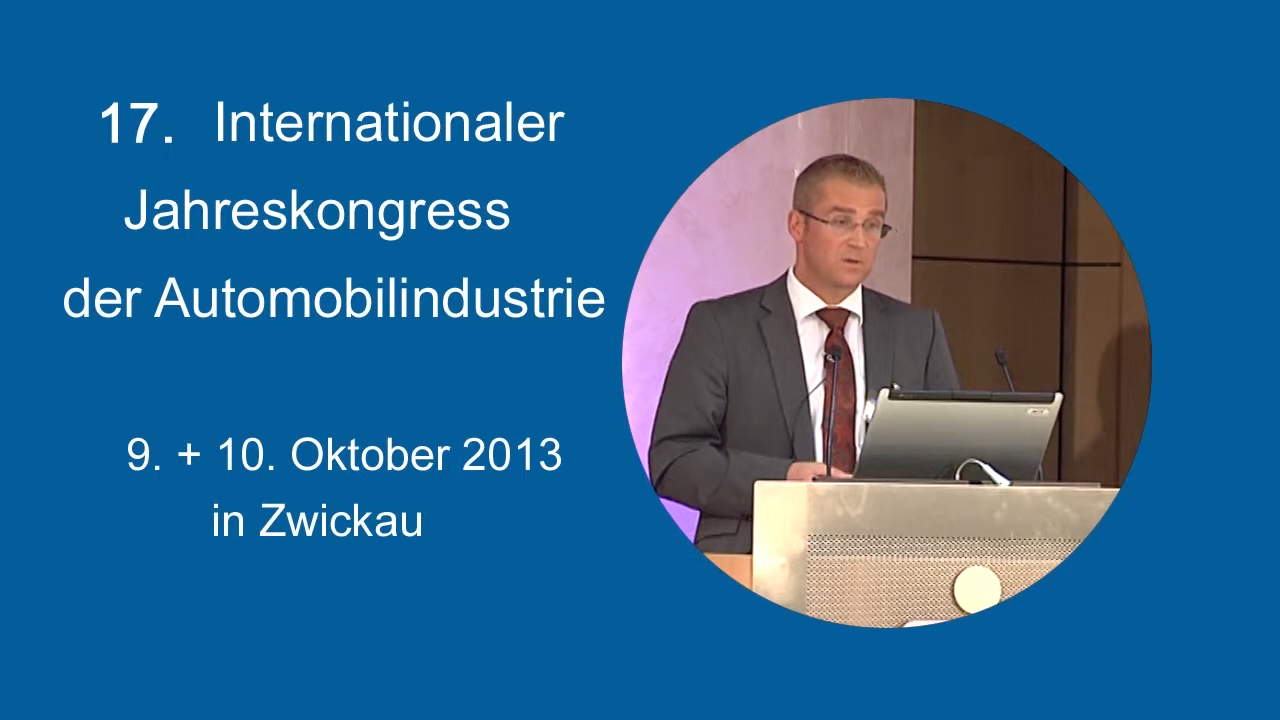 17. Internationaler
Jahreskongress
der Automobilindustrie
9. + 10. Oktober 2013
in Zwickau